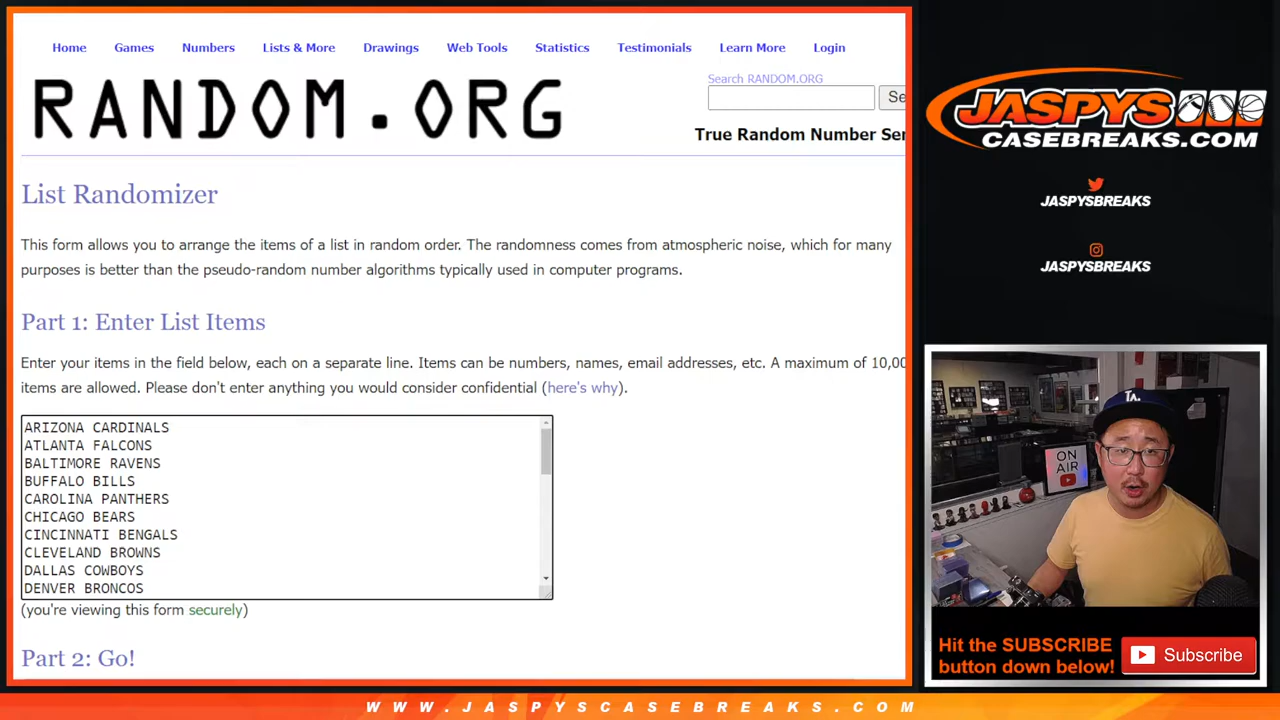 Home Games Numbers Lists & More Drawings Web Tools Statistics Testimonials Learn More Login
RANDOM.ORG
Search RANDOM.ORG
Se
True Random Number Ser
List Randomizer
This form allows you to arrange the items of a list in random order. The randomness comes from atmospheric noise, which for many
purposes is better than the pseudo-random number algorithms typically used in computer programs.
Part 1: Enter List Items
Enter your items in the field below, each on a separate line. Items can be numbers, names, email addresses, etc. A maximum of 10,00
items are allowed. Please don't enter anything you would consider confidential (here's why).
ARIZONA CARDINALS
ATLANTA FALCONS
BALTIMORE RAVENS
BUFFALO BILLS
CAROLINA PANTHERS
CHICAGO BEARS
CINCINNATI BENGALS
CLEVELAND BROWNS
DALLAS COWBOYS
DENVER BRONCOS
(you're viewing this form securely)
Part 2: Go!
JASPYS
CASEBREAKS.COM
JASPYSBREAKS
JASPYSBREAKS
LA
ON
AIR
Hit the SUBSCRIBE
button down below!
Subscribe
WWW.JASPYSCASEBREAKS.COM